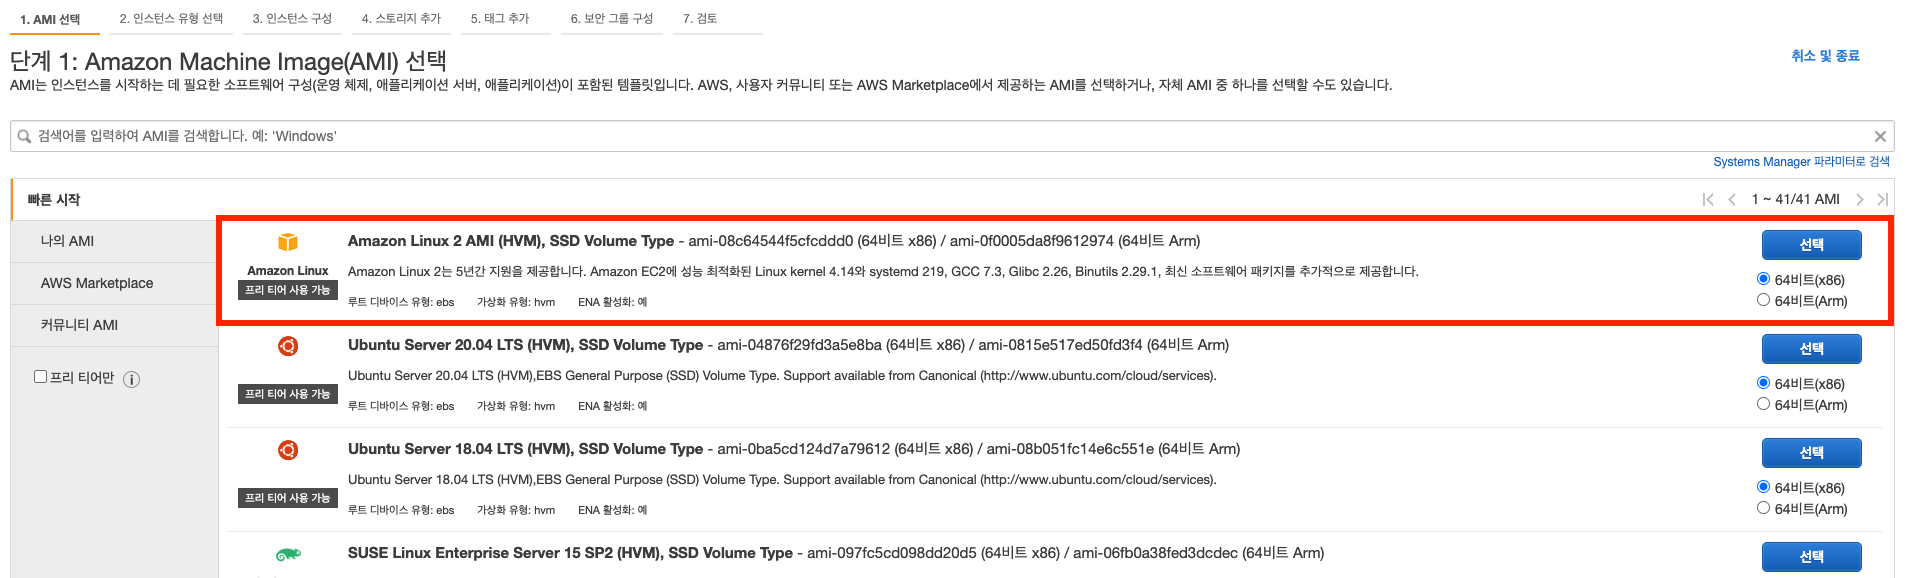 1. AMI 선택 2. 인스턴스 유형 선택 3. 인스턴스 구성 4. 스토리지 추가 5. 태그 추가 6. 보안 그룹 구성 7. 검토
단계 1: Amazon Machine Image(AMI) 선택
취소 및 종료
AMI는 인스턴스를 시작하는 데 필요한 소프트웨어 구성(운영 체제, 애플리케이션 서버, 애플리케이션)이 포함된 템플릿입니다. AWS, 사용자 커뮤니티 또는 AWS Marketplace에서 제공하는 AMI를 선택하거나, 자체 AMI 중 하나를 선택할 수도 있습니다.
검색어를 입력하여 AMI를 검색합니다. 예: 'Windows'
Systems Manager 파라미터로 검색
빠른 시작
1 ~ 41/41 AMI
나의 AMI
AWS Marketplace
커뮤니티 AMI
프리 티어만
Amazon Linux
프리 티어 사용 가능
Amazon Linux 2 AMI (HVM), SSD Volume Type - ami-08c64544f5cfcddd0 (64비트 x86) / ami-0f0005da8f9612974 (64비트 Arm)
Amazon Linux 2는 5년간 지원을 제공합니다. Amazon EC2에 성능 최적화된 Linux kernel 4.14와 systemd 219, GCC 7.3, Glibc 2.26, Binutils 2.29.1, 최신 소프트웨어 패키지를 추가적으로 제공합니다.
루트 디바이스 유형: ebs 가상화 유형: hvm ENA 활성화: 예
선택
64비트(x86)
64비트(Arm)
프리 티어 사용 가능
Ubuntu Server 20.04 LTS (HVM), SSD Volume Type - ami-04876f29fd3a5e8ba (64비트 x86) / ami-0815e517ed50fd3f4 (64비트 Arm)
Ubuntu Server 20.04 LTS (HVM),EBS General Purpose (SSD) Volume Type. Support available from Canonical (http://www.ubuntu.com/cloud/services).
루트 디바이스 유형: ebs 가상화 유형: hvm ENA 활성화: 예
선택
64비트(x86)
64비트(Arm)
프리 티어 사용 가능
Ubuntu Server 18.04 LTS (HVM), SSD Volume Type - ami-0ba5cd124d7a79612 (64비트 x86) / ami-08b051fc14e6c551e (64비트 Arm)
Ubuntu Server 18.04 LTS (HVM),EBS General Purpose (SSD) Volume Type. Support available from Canonical (http://www.ubuntu.com/cloud/services).
루트 디바이스 유형: ebs 가상화 유형: hvm ENA 활성화: 예
선택
64비트(x86)
64비트(Arm)
SUSE Linux Enterprise Server 15 SP2 (HVM), SSD Volume Type - ami-097fc5cd098dd20d5 (64비트 x86) / ami-06fb0a38fed3dcdec (64비트 Arm)
선택